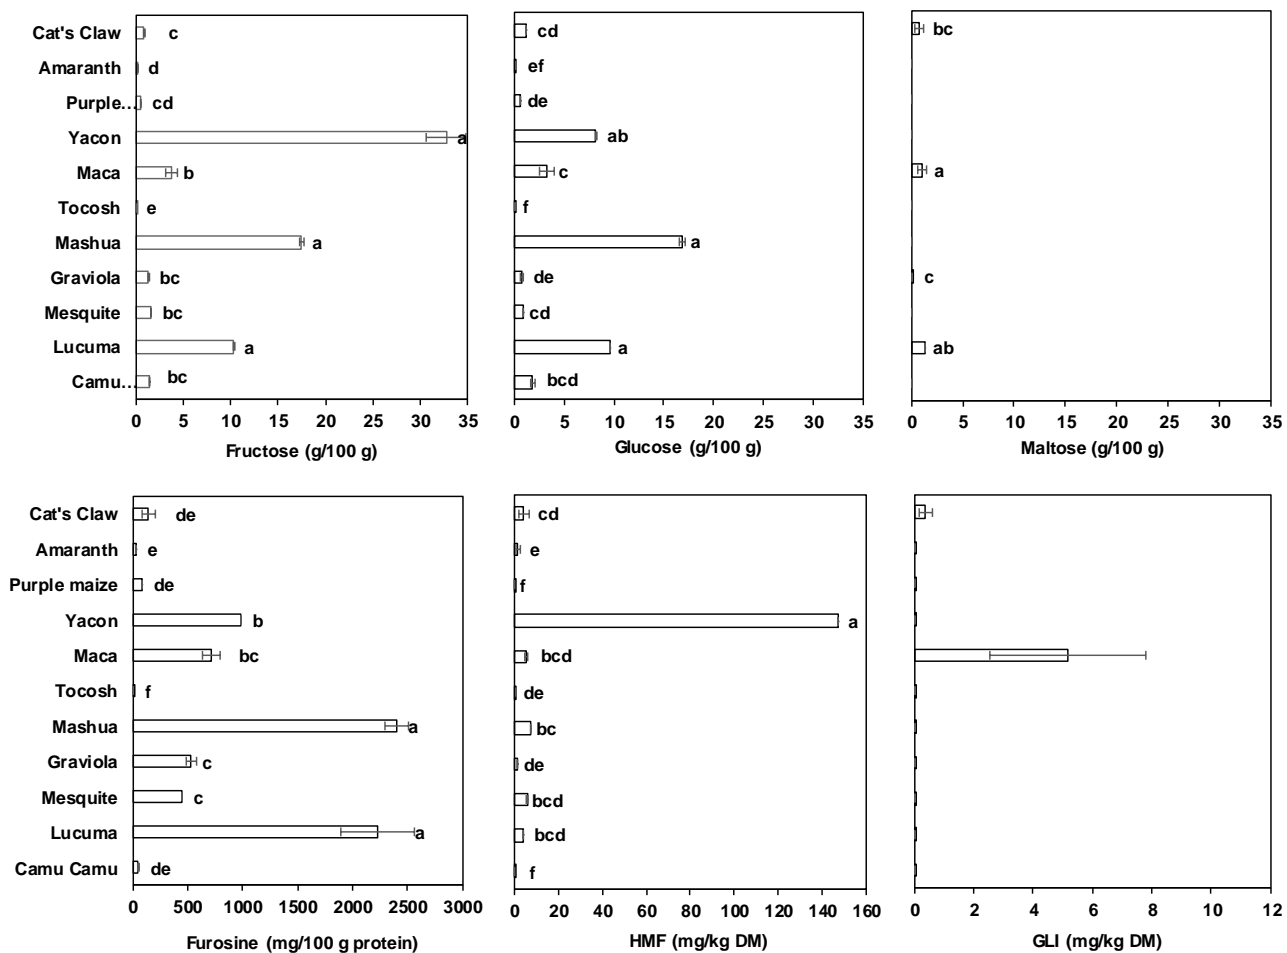 Cat's Claw c cd bc
Amaranth d ef
Purple... cd de
Yacon a ab
Maca b c a
Tocosh e f
Mashua a a
Graviola bc de c
Mesquite bc cd
Lucuma a a ab
Camu... bc bcd
0 5 10 15 20 25 30 35 0 5 10 15 20 25 30 35 0 5 10 15 20 25 30 35
Fructose (g/100 g) Glucose (g/100 g) Maltose (g/100 g)
Cat's Claw de cd
Amaranth e e
Purple maize de f
Yacon b a
Maca bc bcd
Tocosh f de
Mashua a bc
Graviola c de
Mesquite c bcd
Lucuma a bcd
Camu Camu de f
0 500 1000 1500 2000 2500 3000 0 20 40 60 80 100 120 140 160 0 2 4 6 8 10 12
Furosine (mg/100 g protein) HMF (mg/kg DM) GLI (mg/kg DM)